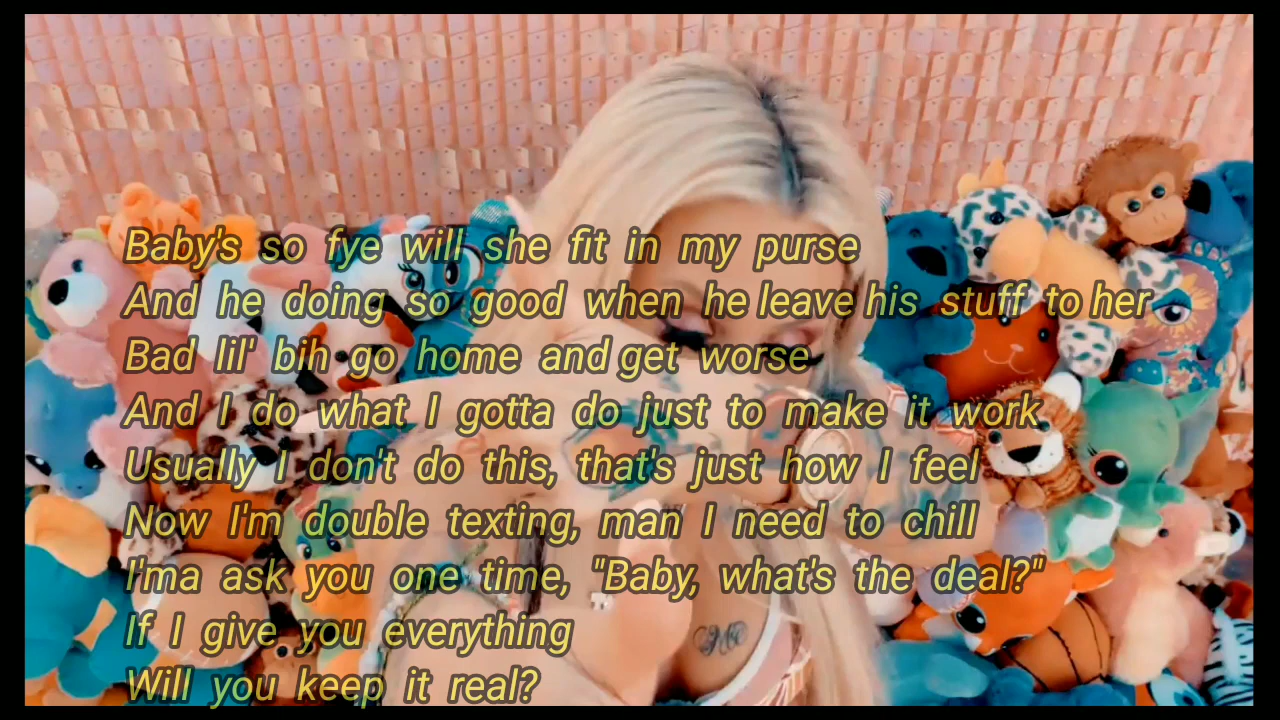 Baby's so fye will she fit in my purse
And he doing so good when he leave his stuff to her
Bad lil' bih go home and get worse
And I do what I gotta do just to make it work
Usually I don't do this, that's just how I feel
Now I'm double texting, man I need to chill
I'ma ask you one time, "Baby, what's the deal?"
If I give you everything
Will you keep it real?